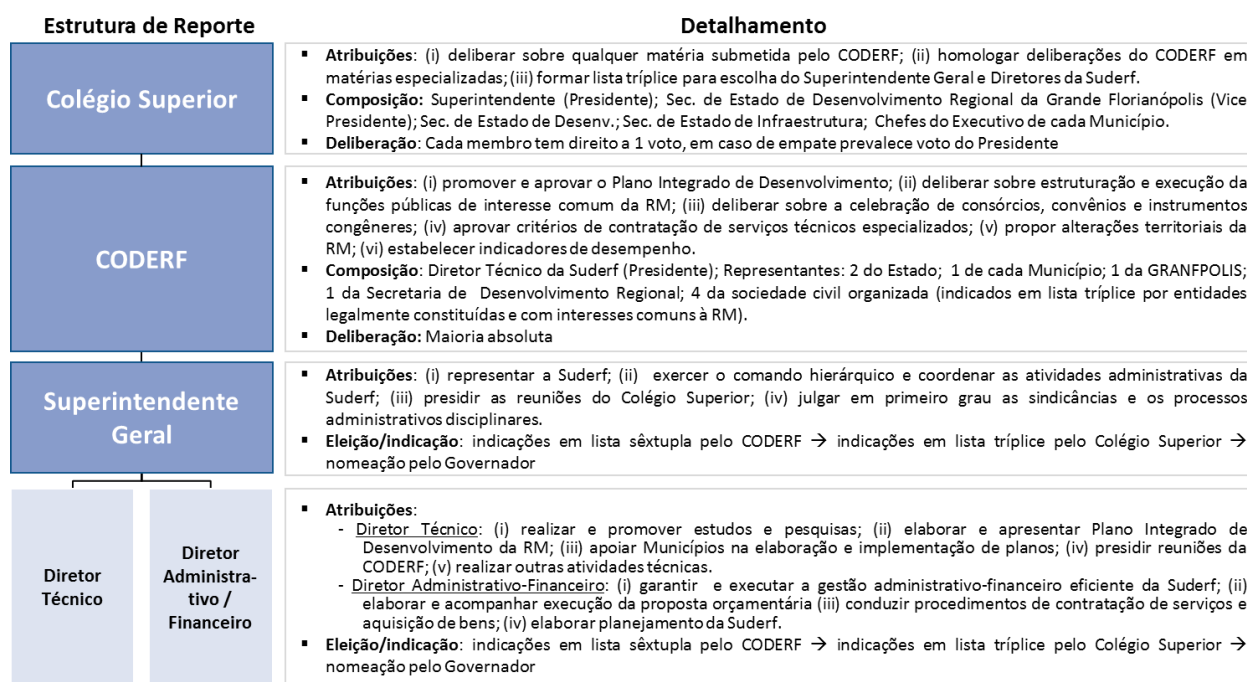 Estrutura de Reporte
Detalhamento
Colégio Superior
▪ Atribuições: (i) deliberar sobre qualquer matéria submetida pelo CODERF; (ii) homologar deliberações do CODERF em
matérias especializadas; (iii) formar lista tríplice para escolha do Superintendente Geral e Diretores da Suderf.
▪ Composição: Superintendente (Presidente); Sec. de Estado de Desenvolvimento Regional da Grande Florianópolis (Vice
Presidente); Sec. de Estado de Desenv.; Sec. de Estado de Infraestrutura; Chefes do Executivo de cada Município.
▪ Deliberação: Cada membro tem direito a 1 voto, em caso de empate prevalece voto do Presidente
CODERF
▪ Atribuições: (i) promover e aprovar o Plano Integrado de Desenvolvimento; (ii) deliberar sobre estruturação e execução da
funções públicas de interesse comum da RM; (iii) deliberar sobre a celebração de consórcios, convênios e instrumentos
congêneres; (iv) aprovar critérios de contratação de serviços técnicos especializados; (v) propor alterações territoriais da
RM; (vi) estabelecer indicadores de desempenho.
▪ Composição: Diretor Técnico da Suderf (Presidente); Representantes: 2 do Estado; 1 de cada Município; 1 da GRANFPOLIS;
1 da Secretaria de Desenvolvimento Regional; 4 da sociedade civil organizada (indicados em lista tríplice por entidades
legalmente constituídas e com interesses comuns à RM).
▪ Deliberação: Maioria absoluta
Superintendente
Geral
▪ Atribuições: (i) representar a Suderf; (ii) exercer o comando hierárquico e coordenar as atividades administrativas da
Suderf; (iii) presidir as reuniões do Colégio Superior; (iv) julgar em primeiro grau as sindicâncias e os processos
administrativos disciplinares.
▪ Eleição/indicação: indicações em lista sêxtupla pelo CODERF → indicações em lista tríplice pelo Colégio Superior →
nomeação pelo Governador
Diretor
Técnico
Diretor
Administra-
tivo /
Financeiro
▪ Atribuições:
- Diretor Técnico: (i) realizar e promover estudos e pesquisas; (ii) elaborar e apresentar Plano Integrado de
Desenvolvimento da RM; (iii) apoiar Municípios na elaboração e implementação de planos; (iv) presidir reuniões da
CODERF; (v) realizar outras atividades técnicas.
- Diretor Administrativo-Financeiro: (i) garantir e executar a gestão administrativo-financeiro eficiente da Suderf; (ii)
elaborar e acompanhar execução da proposta orçamentária (iii) conduzir procedimentos de contratação de serviços e
aquisição de bens; (iv) elaborar planejamento da Suderf.
▪ Eleição/indicação: indicações em lista sêxtupla pelo CODERF → indicações em lista tríplice pelo Colégio Superior →
nomeação pelo Governador